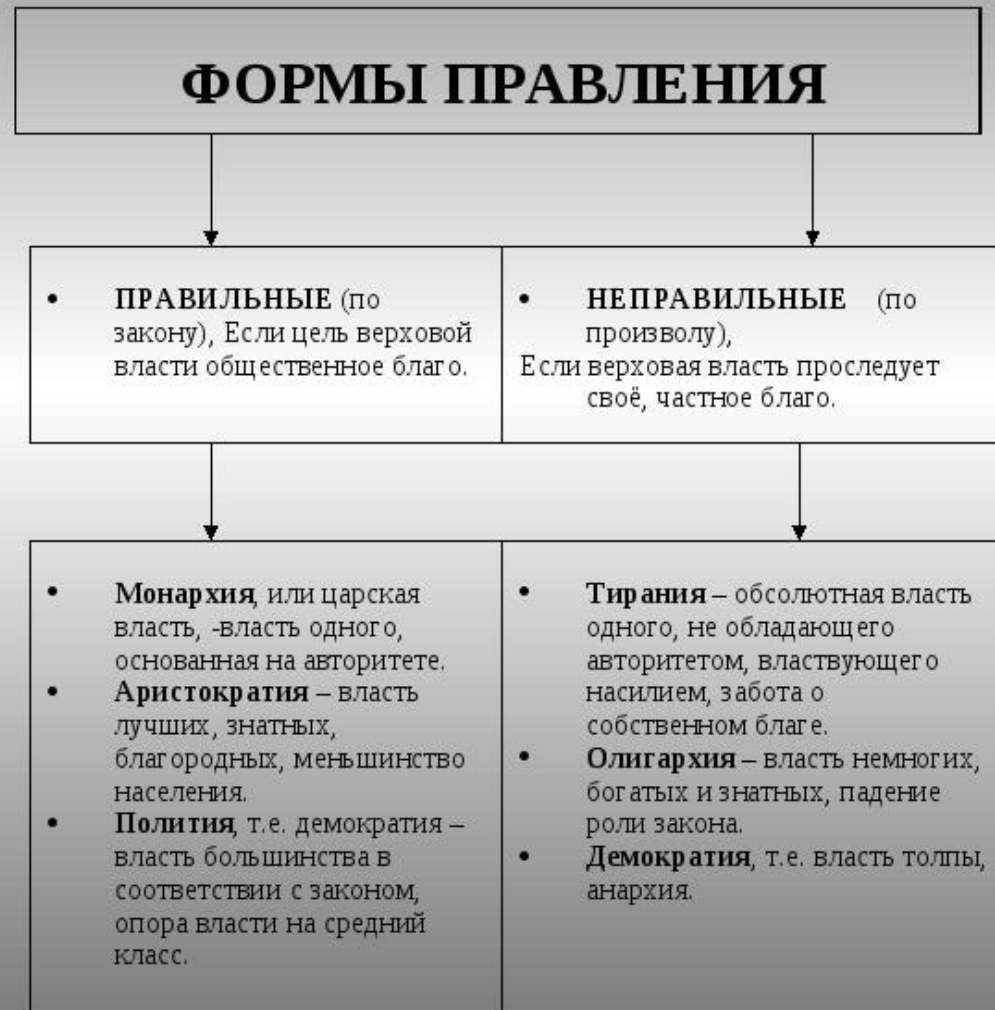 ФОРМЫ ПРАВЛЕНИЯ
• ПРАВИЛЬНЫЕ (по
закону), Если цель верховой
власти общественное благо.
• НЕПРАВИЛЬНЫЕ (по
произволу),
Если верховая власть проследует
своё, частное благо.
• Монархия, или царская
власть, -власть одного,
основанная на авторитете.
• Аристократия – власть
лучших, знатных,
благородных, меньшинство
населения.
• Полития, т.е. демократия –
власть большинства в
соответствии с законом,
опора власти на средний
класс.
• Тирания – обсолютная власть
одного, не обладающего
авторитетом, властвующего
насилием, забота о
собственном благе.
• Олигархия – власть немногих,
богатых и знатных, падение
роли закона.
• Демократия, т.е. власть толпы,
анархия.